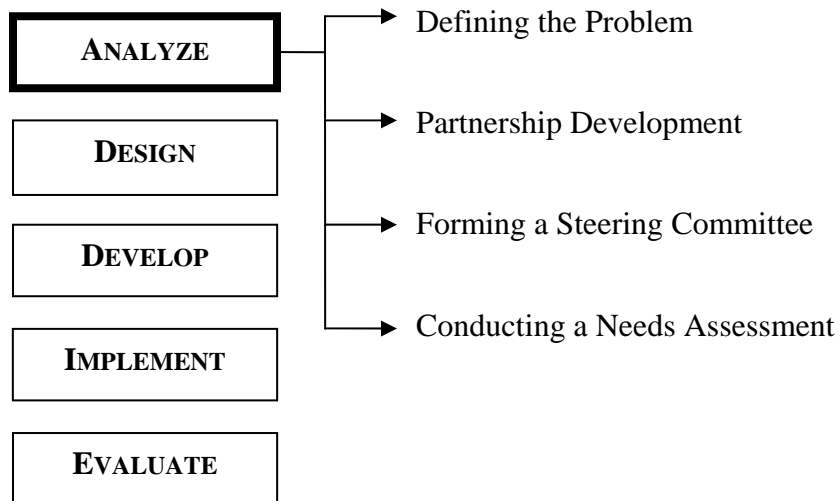 ANALYZE
DESIGN
DEVELOP
IMPLEMENT
EVALUATE
Defining the Problem
Partnership Development
Forming a Steering Committee
Conducting a Needs Assessment